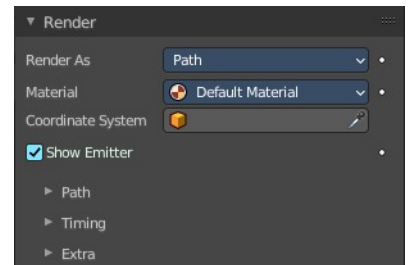 Render
Render As Path
Material Default Material
Coordinate System
Show Emitter
Path
Timing
Extra